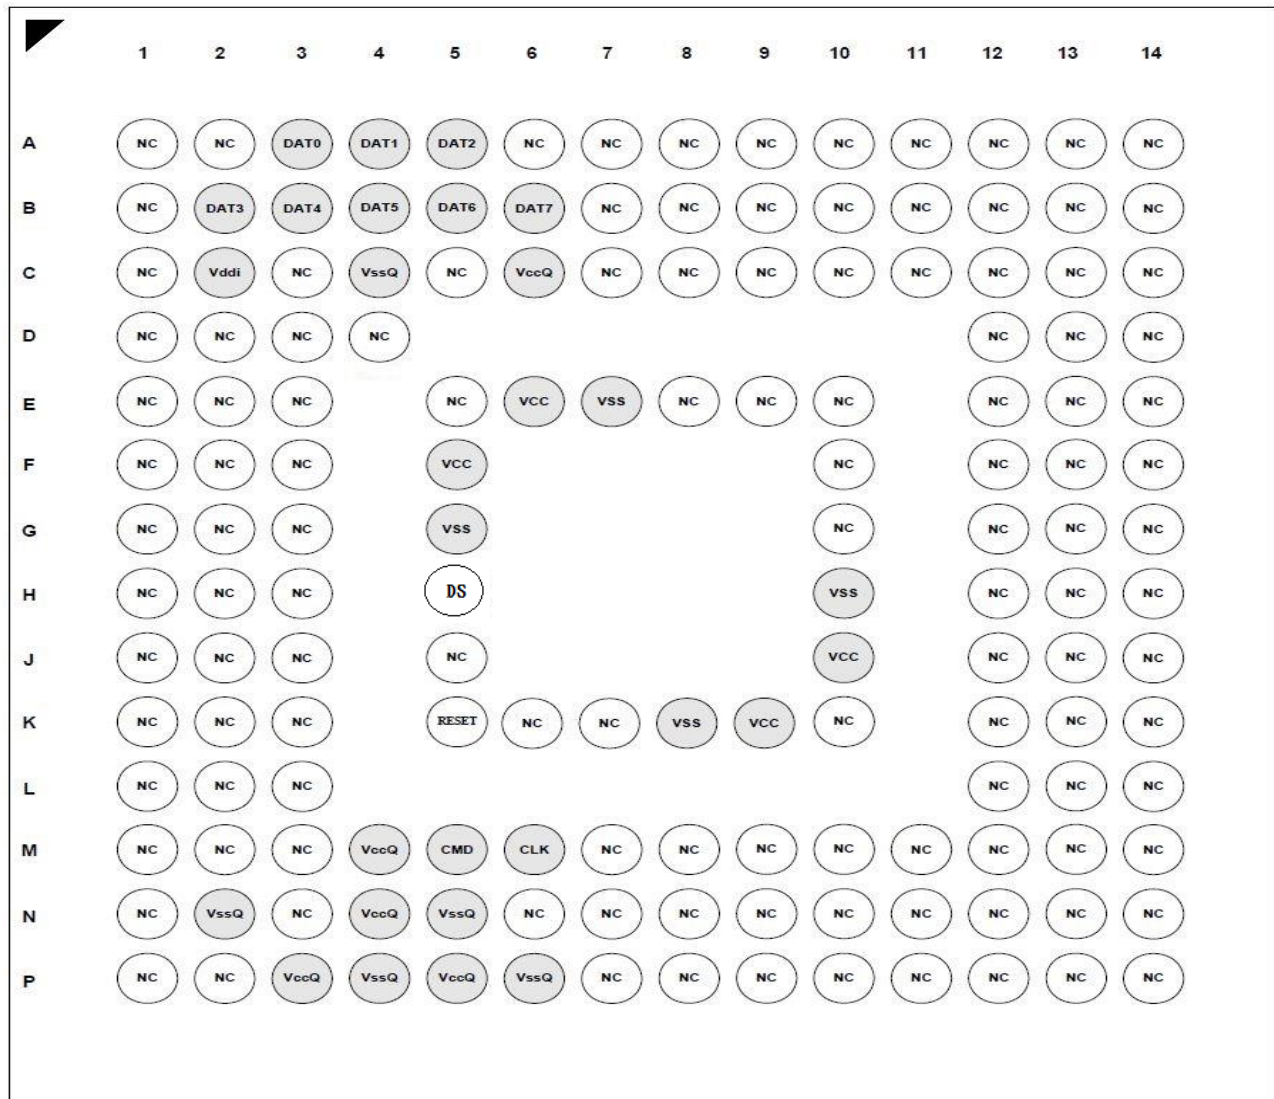 1 2 3 4 5 6 7 8 9 10 11 12 13 14
A NC NC DAT0 DAT1 DAT2 NC NC NC NC NC NC NC NC NC
B NC DAT3 DAT4 DAT5 DAT6 DAT7 NC NC NC NC NC NC NC NC
C NC Vddi NC VssQ NC VccQ NC NC NC NC NC NC NC NC
D NC NC NC NC NC NC NC
E NC NC NC NC VCC VSS NC NC NC NC NC NC
F NC NC NC VCC NC NC NC NC
G NC NC NC VSS NC NC NC NC
H NC NC NC DS VSS NC NC NC
J NC NC NC NC VCC NC NC NC
K NC NC NC RESET NC NC VSS VCC NC NC NC NC
L NC NC NC NC NC NC
M NC NC NC VccQ CMD CLK NC NC NC NC NC NC NC NC
N NC VssQ NC VccQ VssQ NC NC NC NC NC NC NC NC NC
P NC NC VccQ VssQ VccQ VssQ NC NC NC NC NC NC NC NC